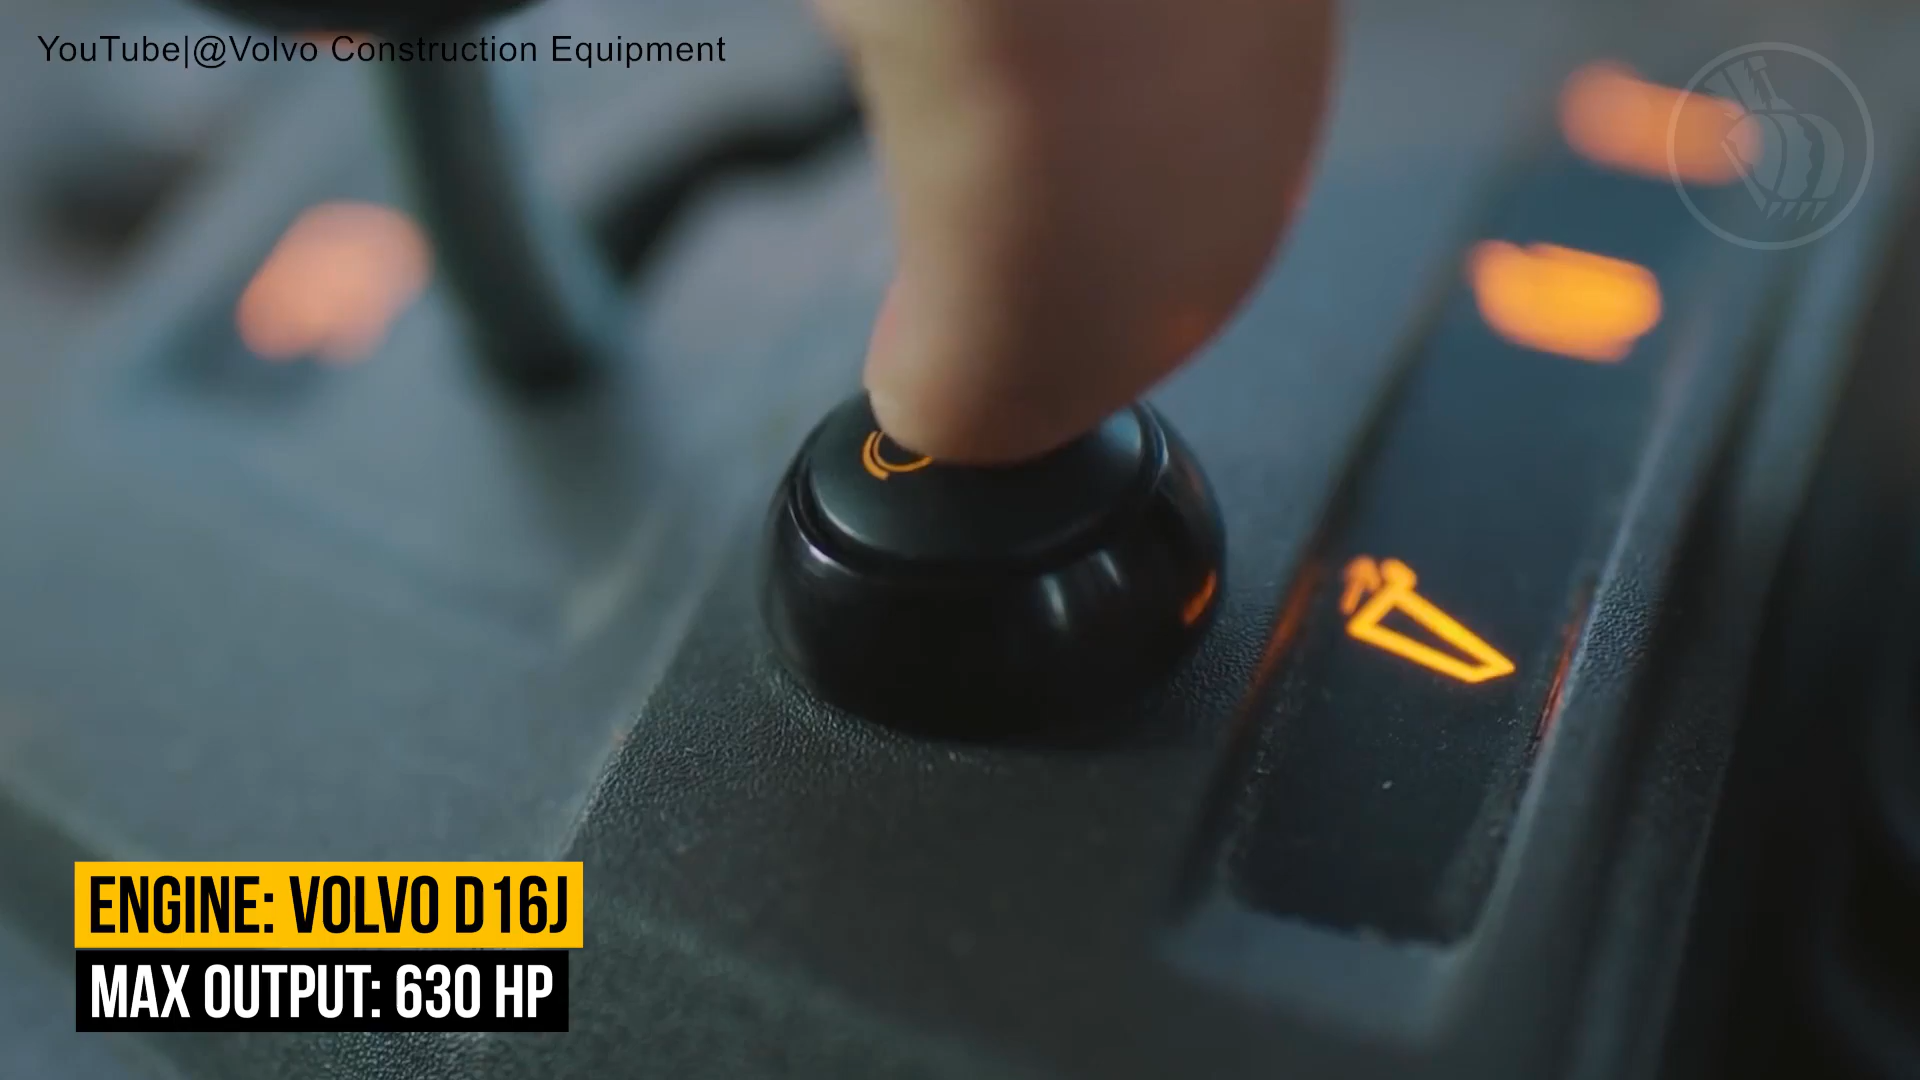 YouTube|@Volvo Construction Equipment
ENGINE: VOLVO D16J
MAX OUTPUT: 630 HP